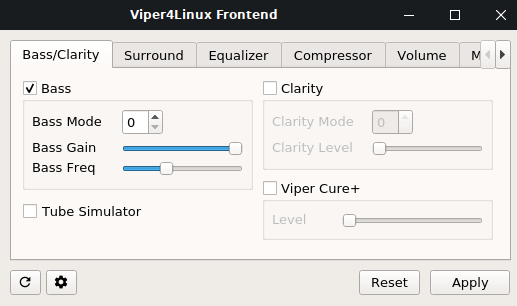 Viper4Linux Frontend
Bass/Clarity Surround Equalizer Compressor Volume M
Bass
Bass Mode 0
Bass Gain
Bass Freq
Tube Simulator
Clarity
Clarity Mode 0
Clarity Level
Viper Cure+
Level
Reset Apply